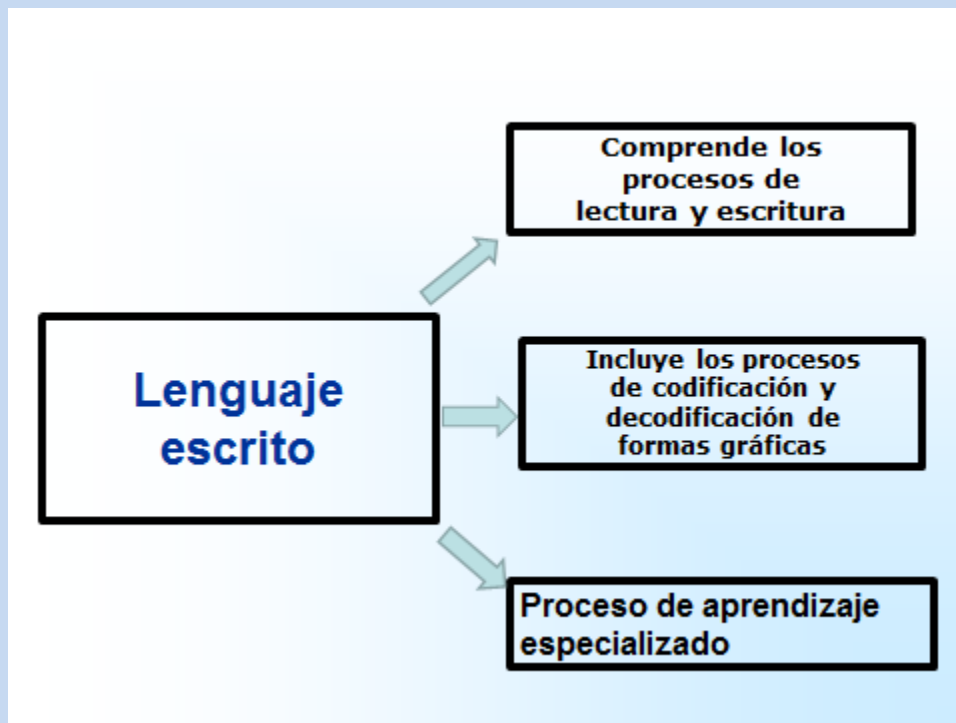 Comprende los
procesos de
lectura y escritura
Lenguaje
escrito
Incluye los procesos
de codificación y
decodificación de
formas gráficas
Proceso de aprendizaje
especializado